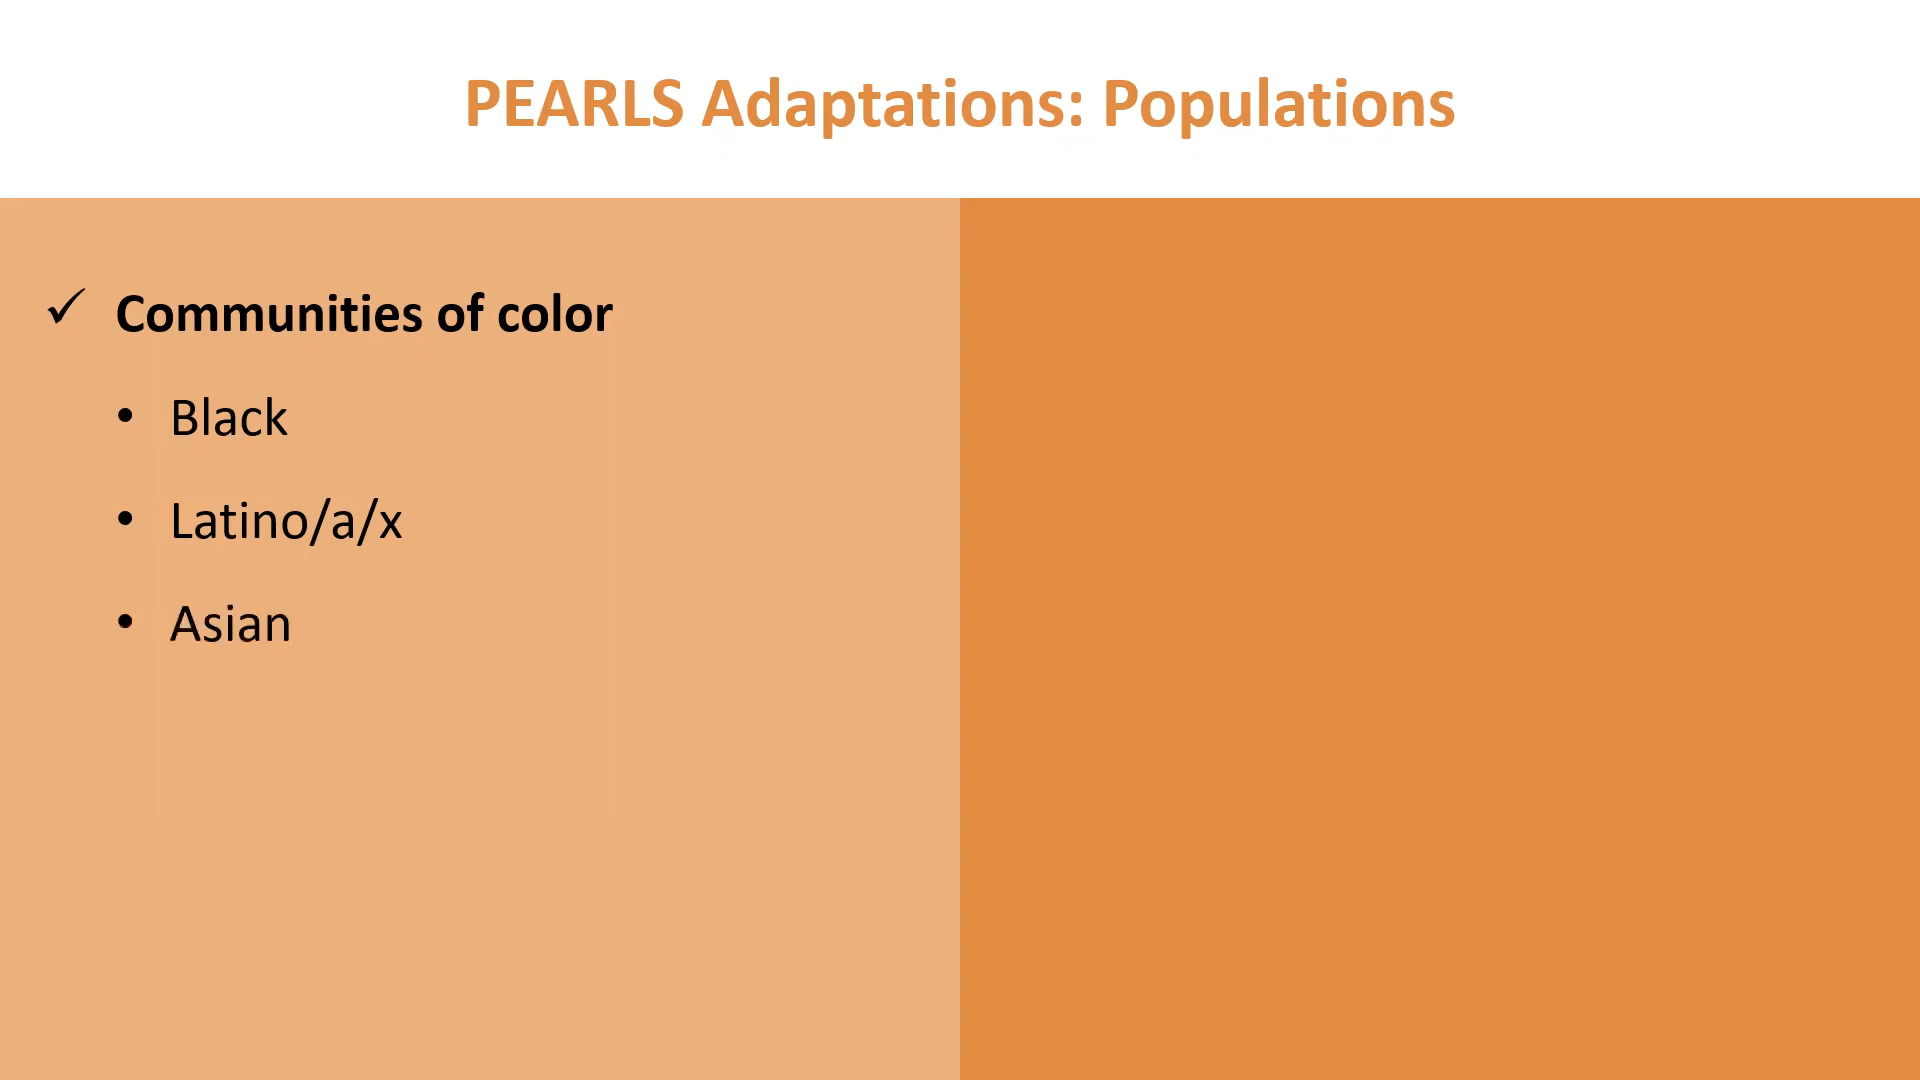 PEARLS Adaptations: Populations
✓ Communities of color
• Black
• Latino/a/x
• Asian